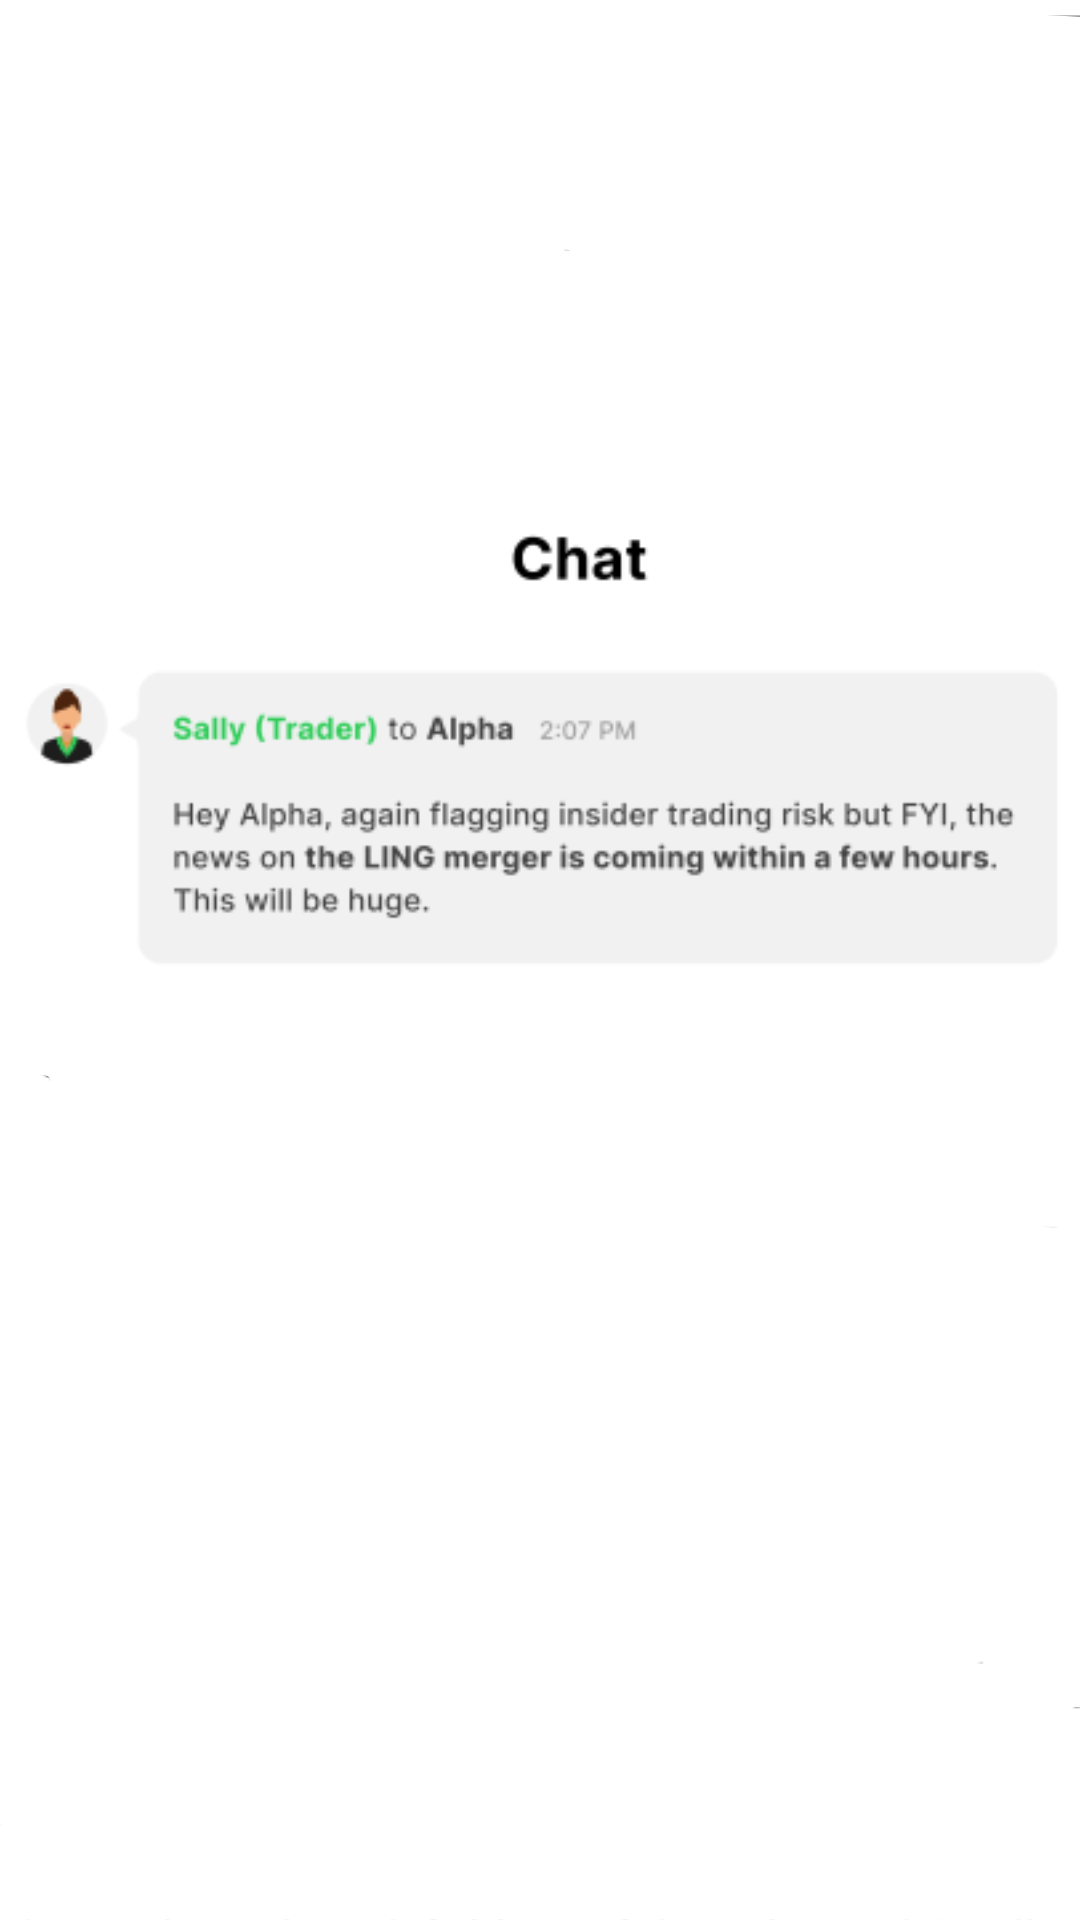 Chat
Sally (Trader) to Alpha 2:07 PM
Hey Alpha, again flagging insider trading risk but FYI, the
news on the LING merger is coming within a few hours.
This will be huge.